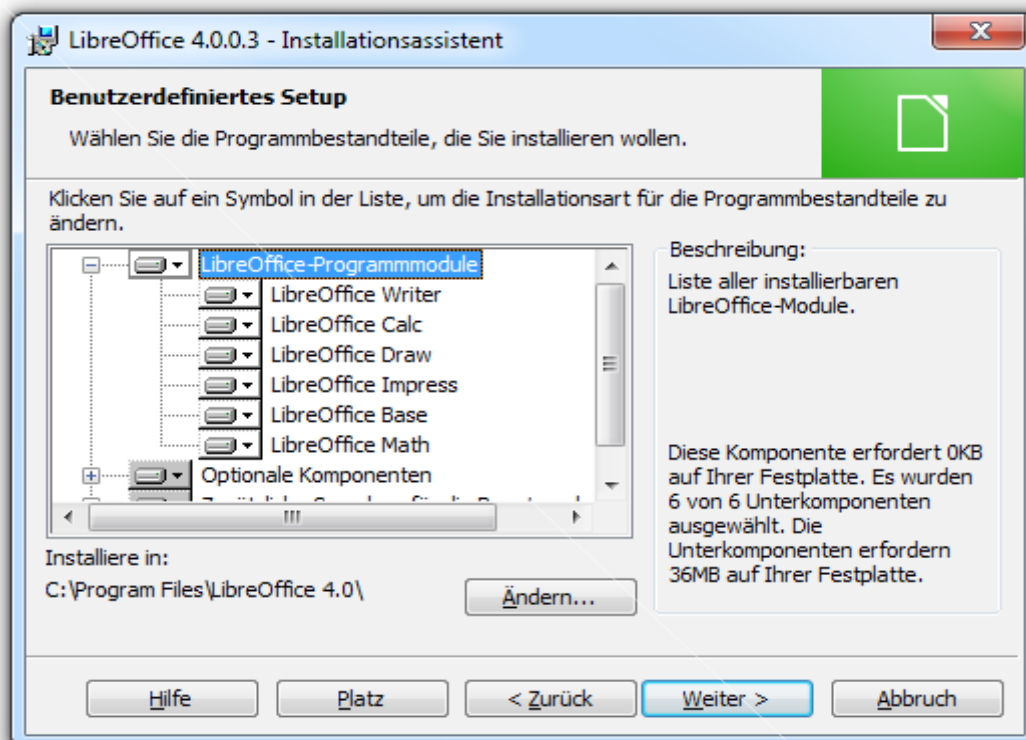 LibreOffice 4.0.0.3 - Installationsassistent
Benutzerdefiniertes Setup
Wählen Sie die Programmbestandteile, die Sie installieren wollen.
Klicken Sie auf ein Symbol in der Liste, um die Installationsart für die Programmbestandteile zu
ändern.
LibreOffice-Programmmodule
LibreOffice Writer
LibreOffice Calc
LibreOffice Draw
LibreOffice Impress
LibreOffice Base
LibreOffice Math
Optionale Komponenten
Beschreibung:
Liste aller installierbaren
LibreOffice-Module.
Diese Komponente erfordert 0KB
auf Ihrer Festplatte. Es wurden
6 von 6 Unterkomponenten
ausgewählt. Die
Unterkomponenten erfordern
36MB auf Ihrer Festplatte.
Installiere in:
C:\Program Files\LibreOffice 4.0\
Ändern...
Hilfe
Platz
< Zurück
Weiter >
Abbruch